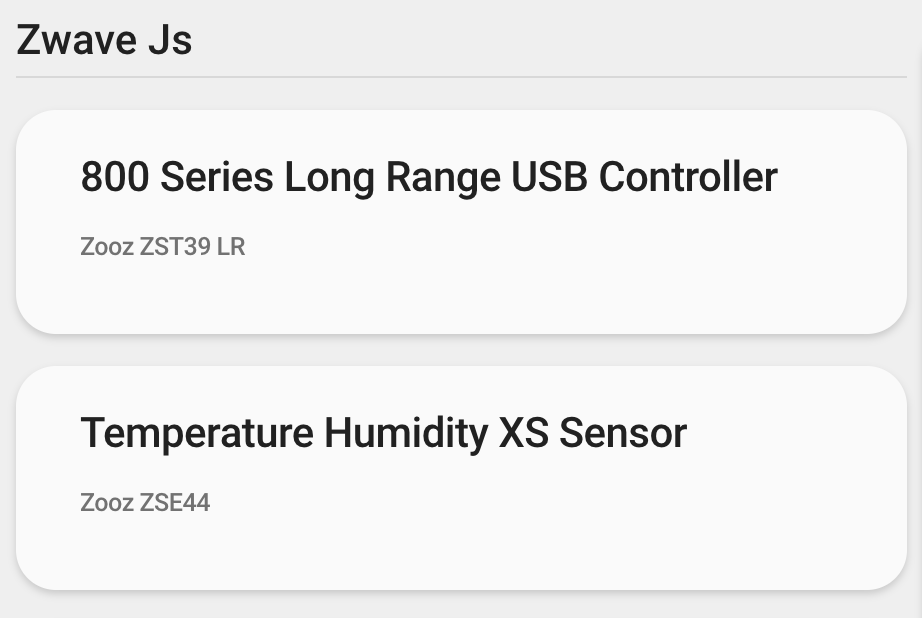 Zwave Js
800 Series Long Range USB Controller
Zooz ZST39 LR
Temperature Humidity XS Sensor
Zooz ZSE44